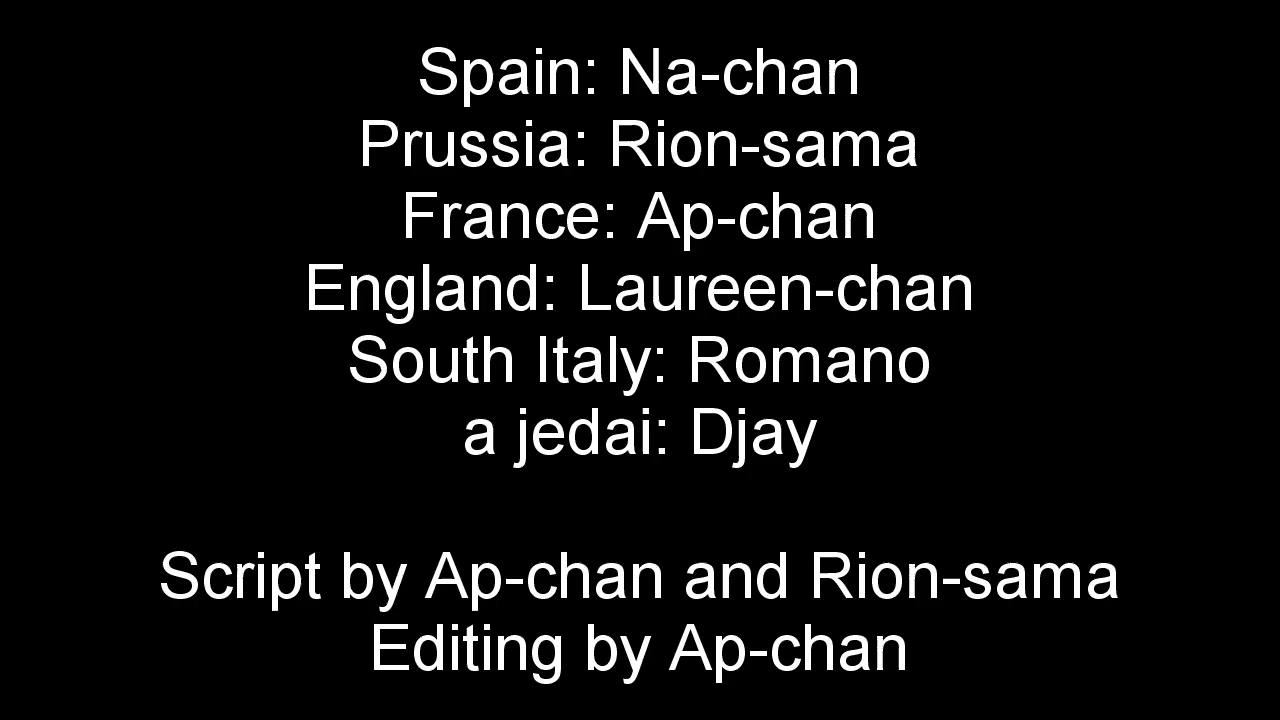 Spain: Na-chan
Prussia: Rion-sama
France: Ap-chan
England: Laureen-chan
South Italy: Romano
a jedai: Djay
Script by Ap-chan and Rion-sama
Editing by Ap-chan